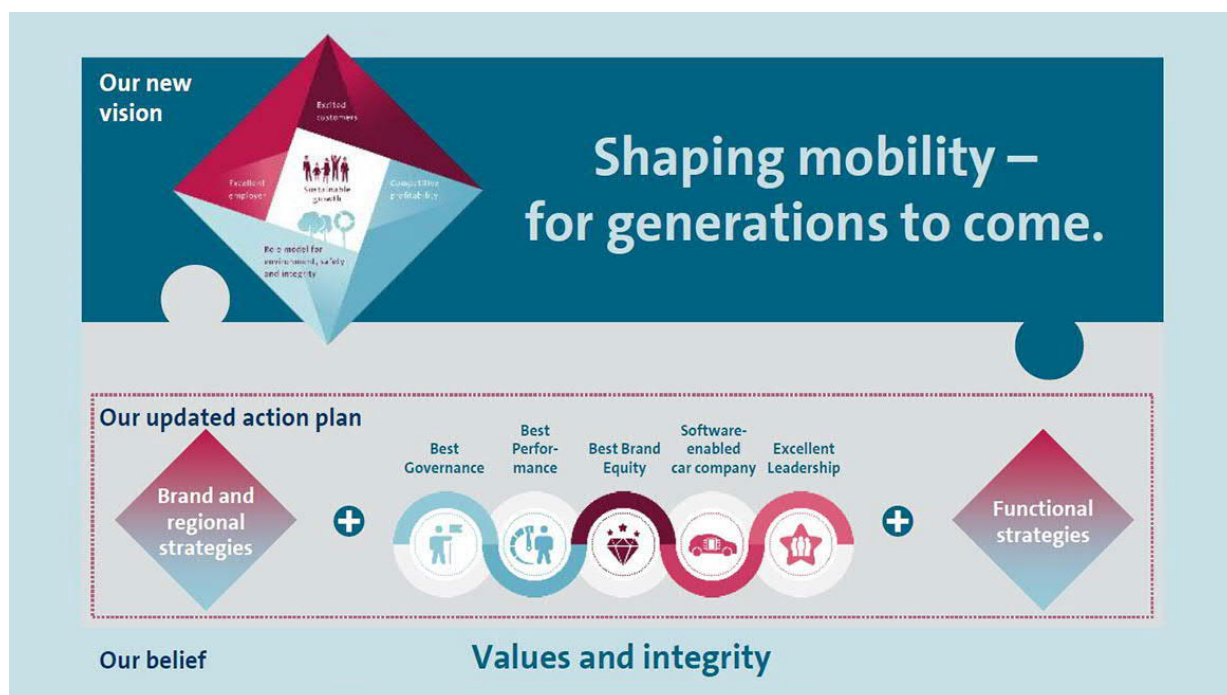 Our new
vision
Excited
customers
Excellent
employer
Sustainable
growth
Competitive
profitability
Role model for
environment, safety
and integrity
Shaping mobility –
for generations to come.
Our updated action plan
Brand and
regional
strategies
Best
Governance
Best
Perfor-
mance
Best Brand
Equity
Software-
enabled
car company
Excellent
Leadership
Functional
strategies
Our belief
Values and integrity